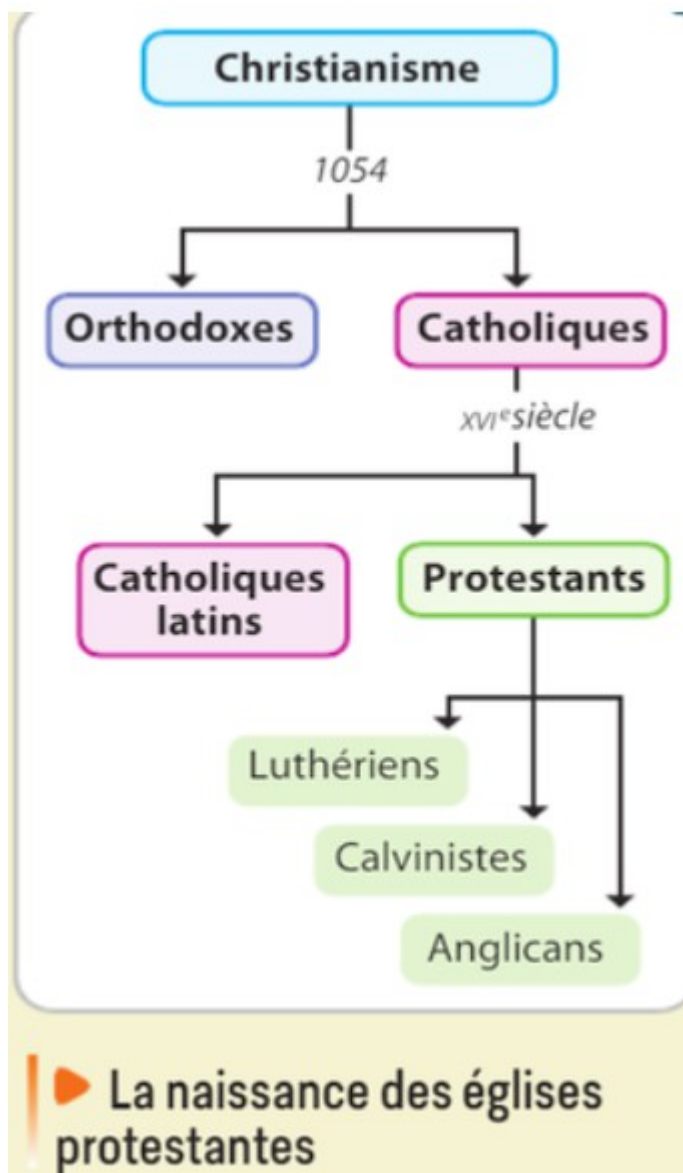 Christianisme
1054
Orthodoxes
Catholiques
XVIe siècle
Catholiques
latins
Protestants
Luthériens
Calvinistes
Anglicans
La naissance des églises
protestantes